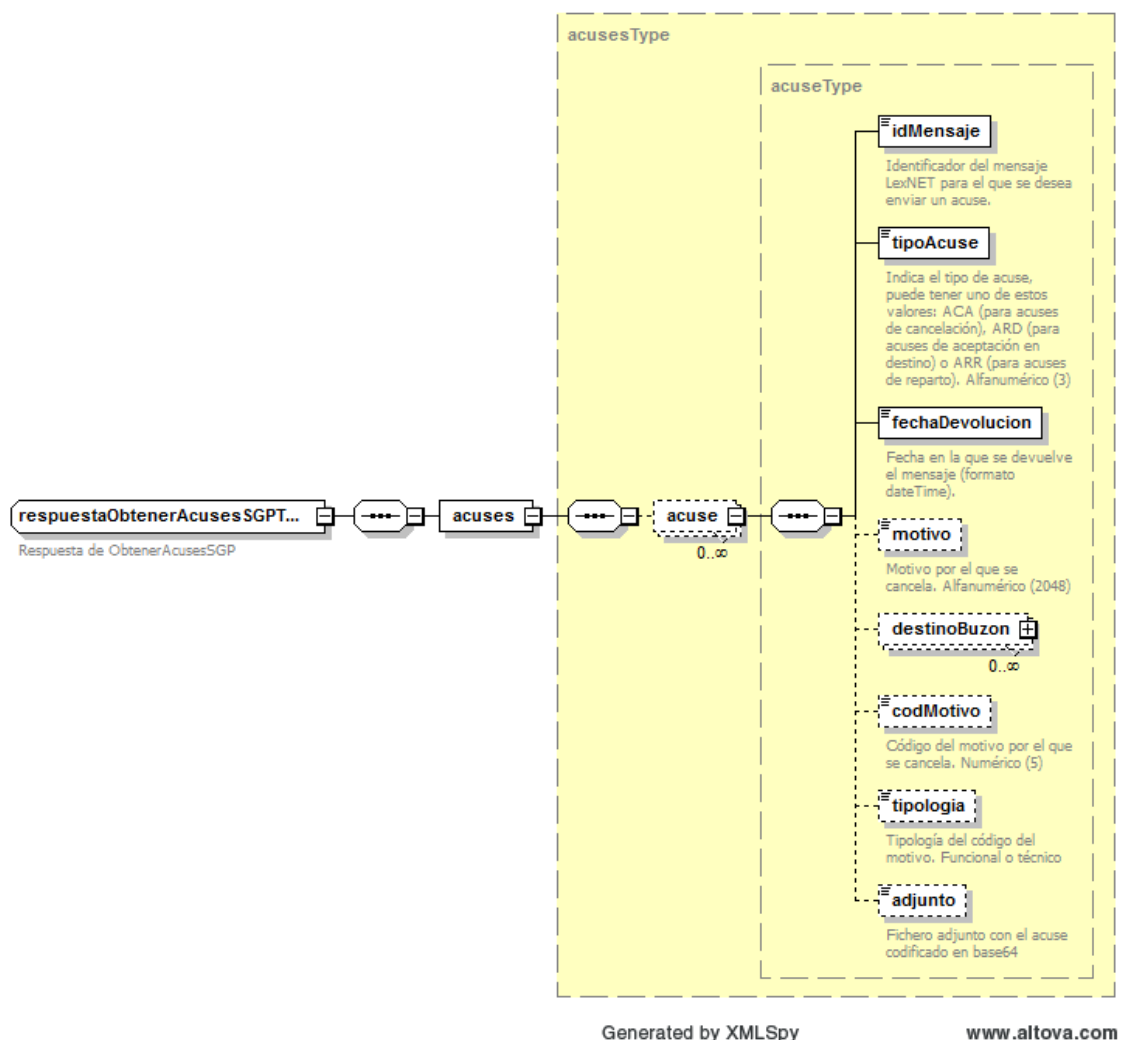 acusesType
acuseType
idMensaje
Identificador del mensaje
LexNET para el que se desea
enviar un acuse.
tipoAcuse
Indica el tipo de acuse,
puede tener uno de estos
valores: ACA (para acuses
de cancelación), ARD (para
acuses de aceptación en
destino) o ARR (para acuses
de reparto). Alfanumérico (3)
fechaDevolucion
Fecha en la que se devuelve
el mensaje (formato
dateTime).
respuestaObtenerAcusesSGPT...
Respuesta de ObtenerAcusesSGP
acuses
acuse
0..∞
motivo
Motivo por el que se
cancela. Alfanumérico (2048)
destinoBuzon
0..∞
codMotivo
Código del motivo por el que
se cancela. Numérico (5)
tipologia
Tipología del código del
motivo. Funcional o técnico
adjunto
Fichero adjunto con el acuse
codificado en base64
Generated by XMLSpy
www.altova.com